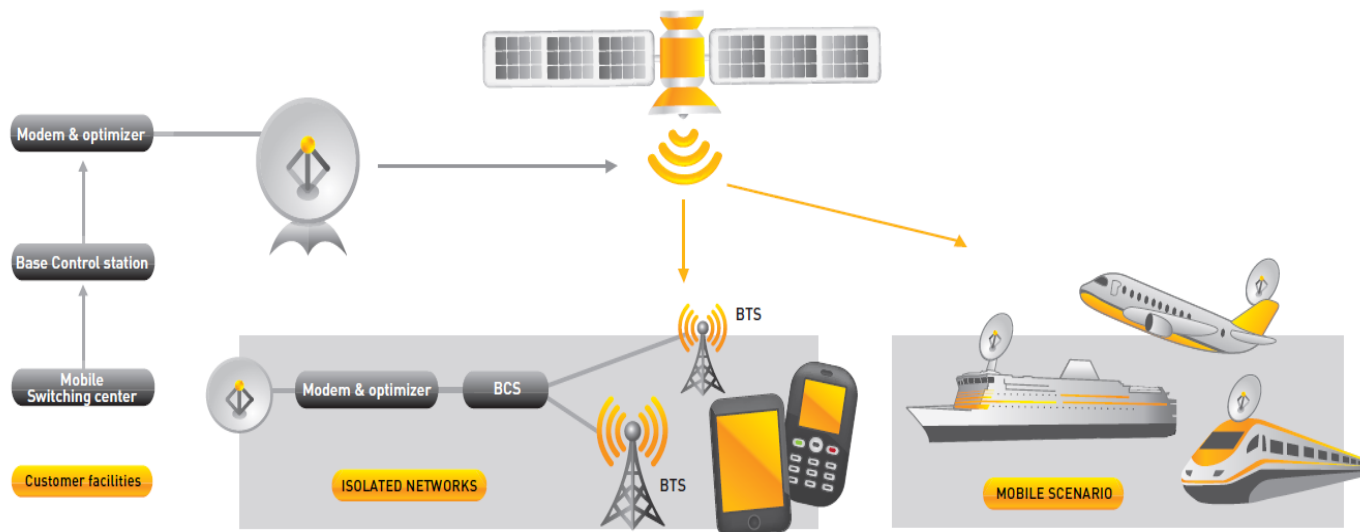 Modem & optimizer
Base Control station
Mobile
Switching center
Customer facilities
BTS
Modem & optimizer
BCS
BTS
ISOLATED NETWORKS
MOBILE SCENARIO